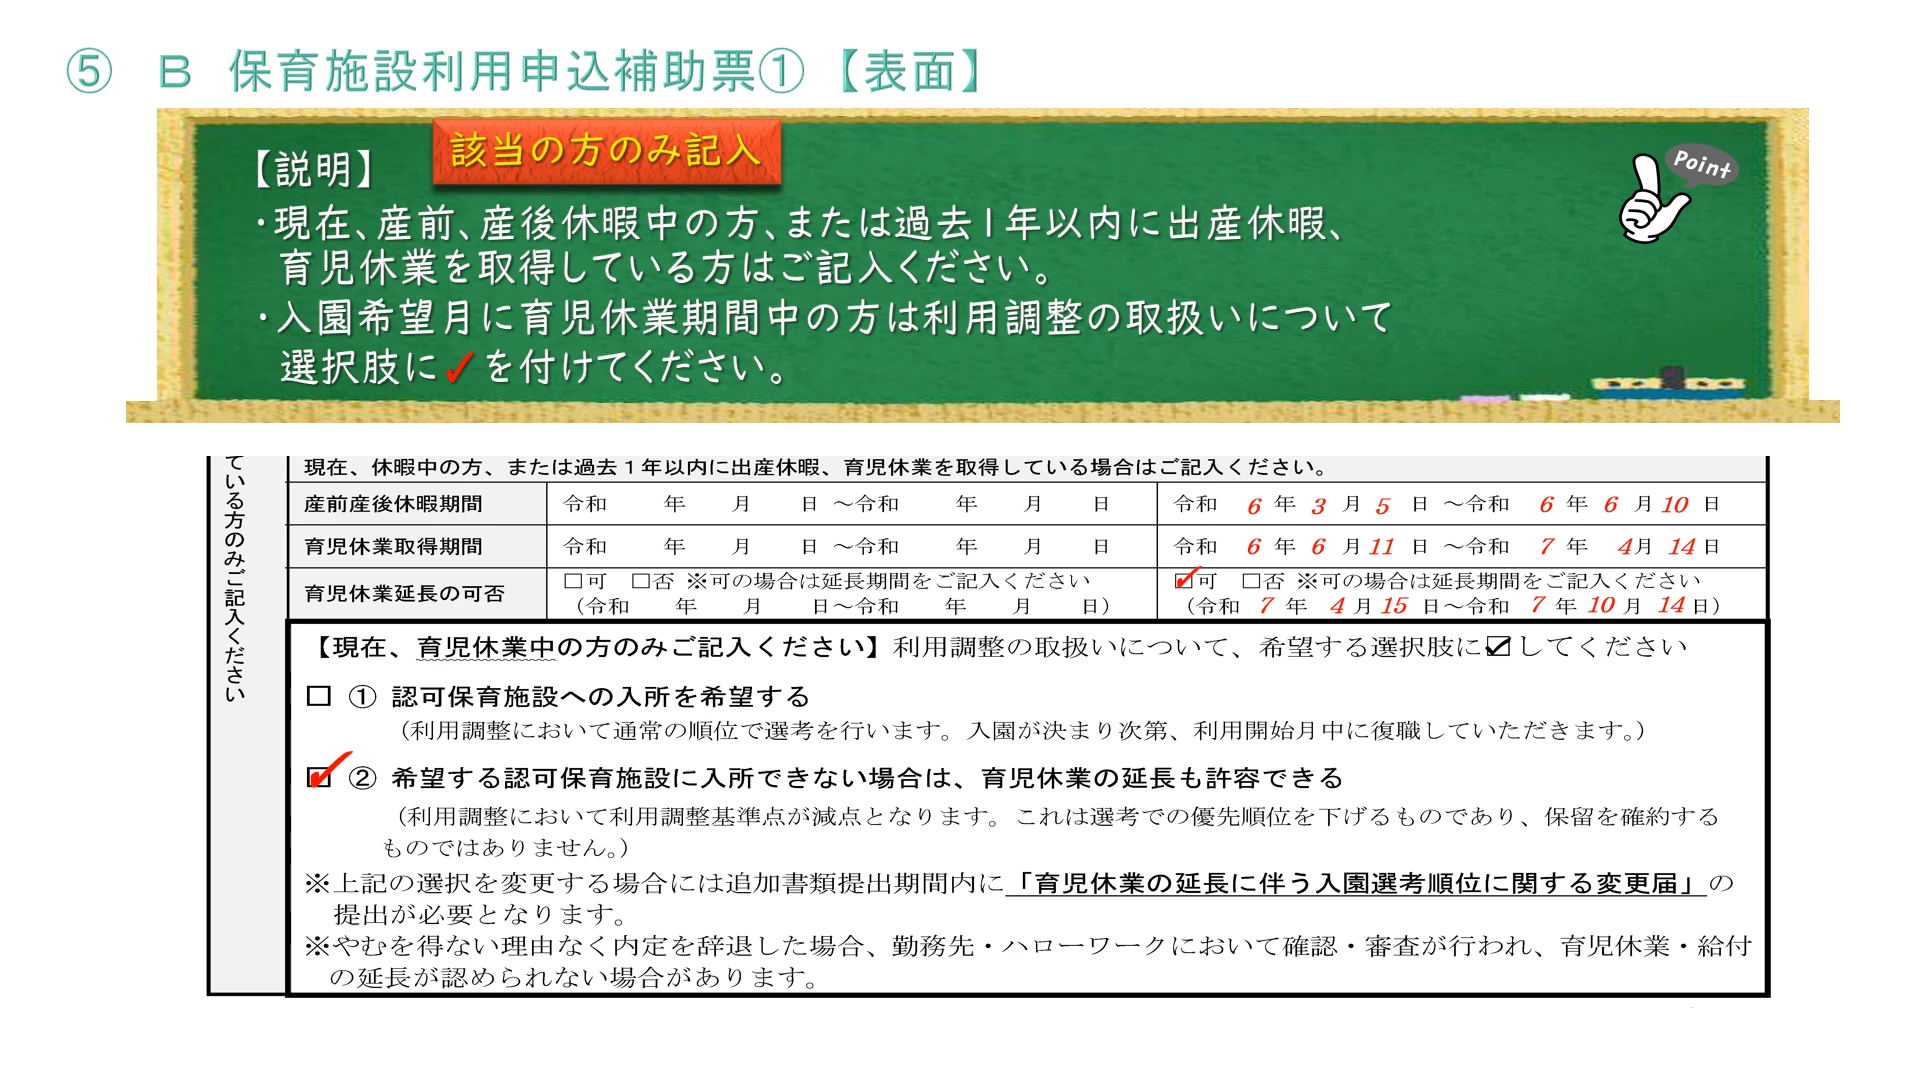 ⑤　B　保育施設利用申込補助票①【表面】
【説明】
該当の方のみ記入
Point
・現在、産前、産後休暇中の方、または過去1年以内に出産休暇、
育児休業を取得している方はご記入ください。
・入園希望月に育児休業期間中の方は利用調整の取扱いについて
選択肢に✓を付けてください。
ている方のみご記入ください
現在、休暇中の方、または過去１年以内に出産休暇、育児休業を取得している場合はご記入ください。
産前産後休暇期間　令和　年　月　日 ～令和　年　月　日　令和 6 年 3 月 5 日 ～令和 6 年 6 月 10 日
育児休業取得期間　令和　年　月　日 ～令和　年　月　日　令和 6 年 6 月 11 日 ～令和 7 年 4月 14日
育児休業延長の可否
□可　□否 ※可の場合は延長期間をご記入ください
（令和　年　月　日～令和　年　月　日）
☑可　□否 ※可の場合は延長期間をご記入ください
（令和 7 年 4月 15 日～令和 7 年 10 月 14日）
【現在、育児休業中の方のみご記入ください】利用調整の取扱いについて、希望する選択肢に☑してください
□ ① 認可保育施設への入所を希望する
（利用調整において通常の順位で選考を行います。入園が決まり次第、利用開始月中に復職していただきます。）
☑ ② 希望する認可保育施設に入所できない場合は、育児休業の延長も許容できる
（利用調整において利用調整基準点が減点となります。これは選考での優先順位を下げるものであり、保留を確約する
ものではありません。）
※上記の選択を変更する場合には追加書類提出期間内に「育児休業の延長に伴う入園選考順位に関する変更届」の
提出が必要となります。
※やむを得ない理由なく内定を辞退した場合、勤務先・ハローワークにおいて確認・審査が行われ、育児休業・給付
の延長が認められない場合があります。